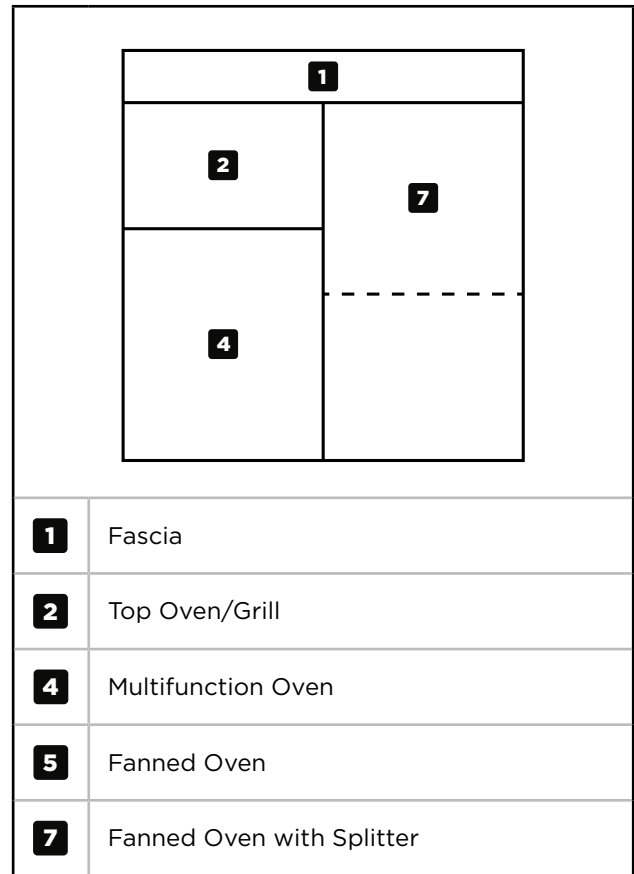 1
2
7
4
1 Fascia
2 Top Oven/Grill
4 Multifunction Oven
5 Fanned Oven
7 Fanned Oven with Splitter